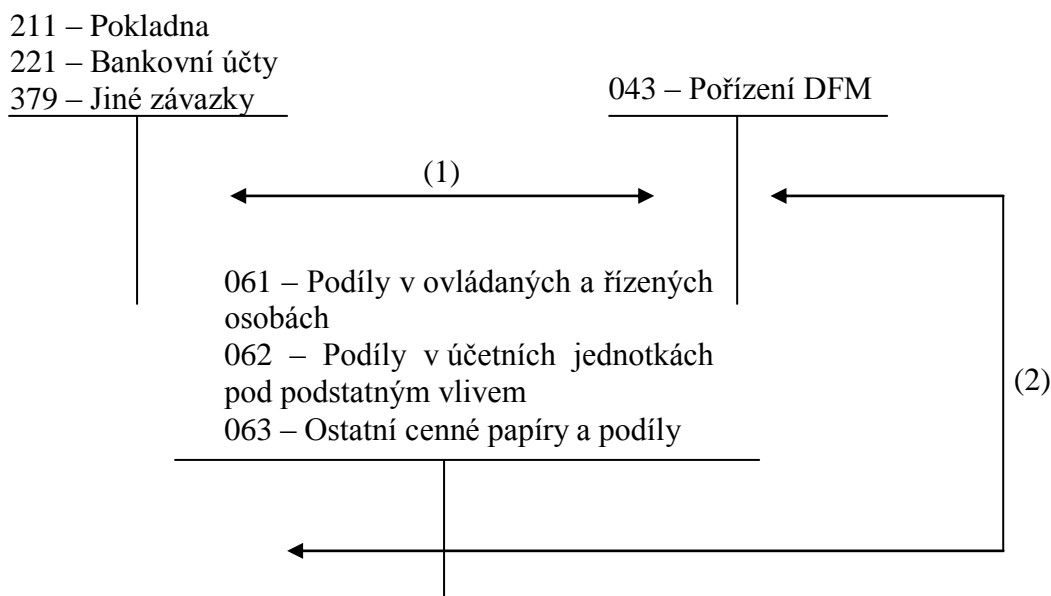 211 – Pokladna
221 – Bankovní účty
379 – Jiné závazky
043 – Pořízení DFM
(1)
061 – Podíly v ovládaných a řízených
osobách
062 – Podíly v účetních jednotkách
pod podstatným vlivem
063 – Ostatní cenné papíry a podíly
(2)